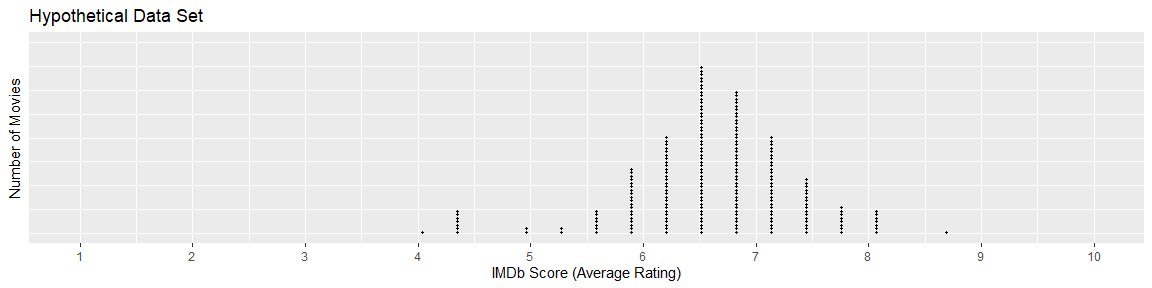 Hypothetical Data Set
Number of Movies
1 2 3 4 5 6 7 8 9 10
IMDb Score (Average Rating)